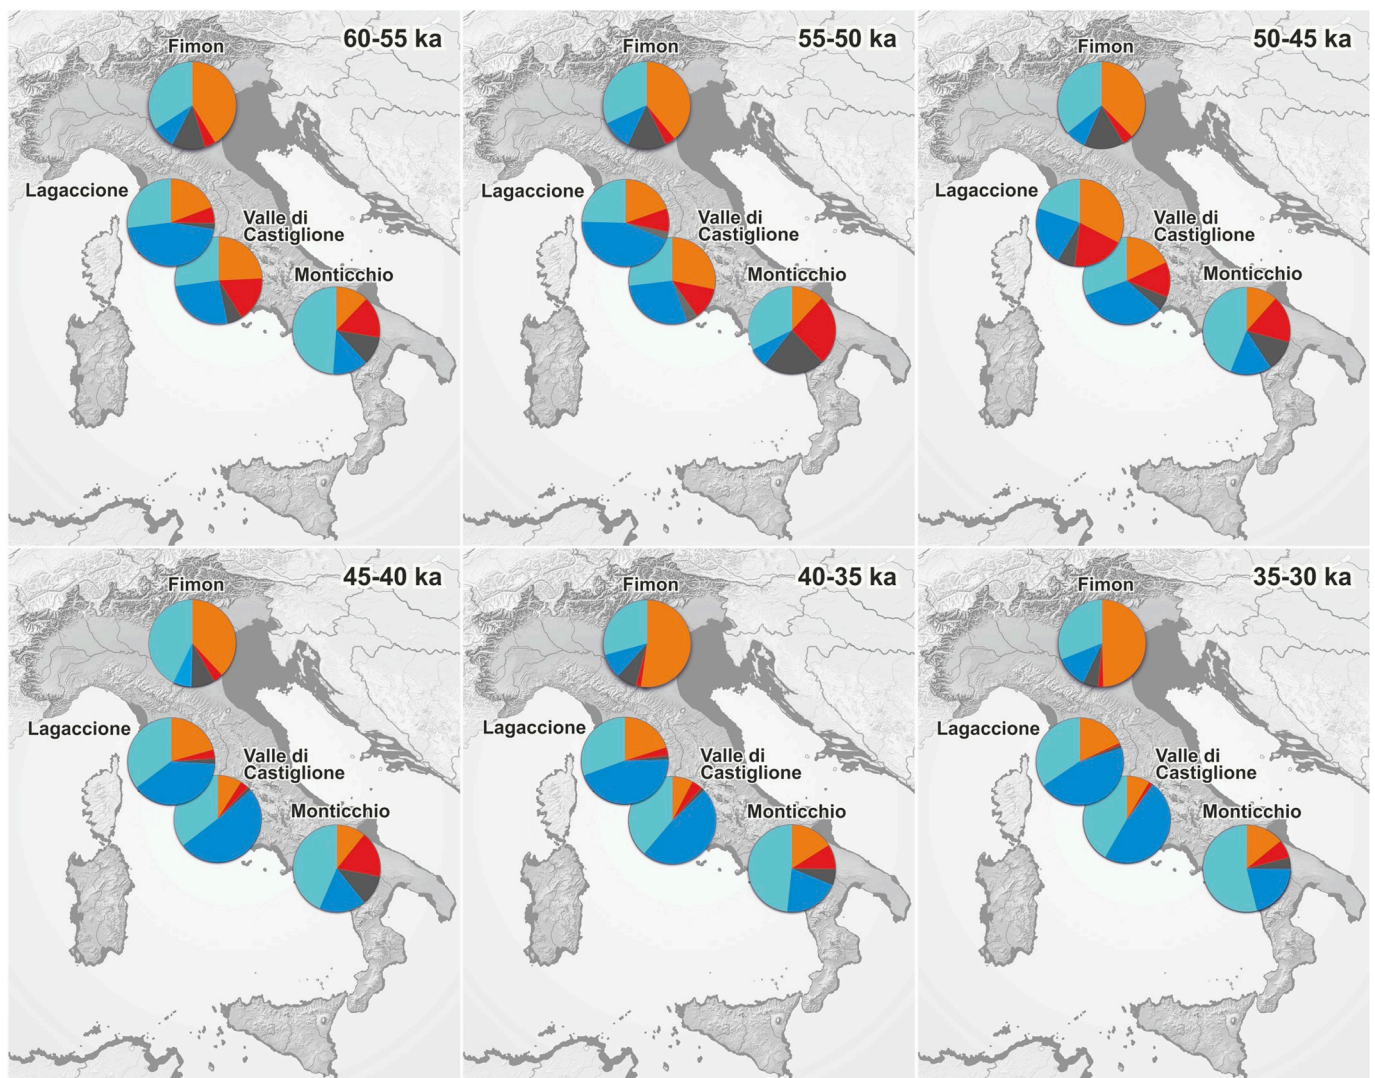 60-55 ka
Fimon
Lagaccione
Valle di
Castiglione
Monticchio
55-50 ka
Fimon
Lagaccione
Valle di
Castiglione
Monticchio
50-45 ka
Fimon
Lagaccione
Valle di
Castiglione
Monticchio
45-40 ka
Fimon
Lagaccione
Valle di
Castiglione
Monticchio
40-35 ka
Fimon
Lagaccione
Valle di
Castiglione
Monticchio
35-30 ka
Fimon
Lagaccione
Valle di
Castiglione
Monticchio